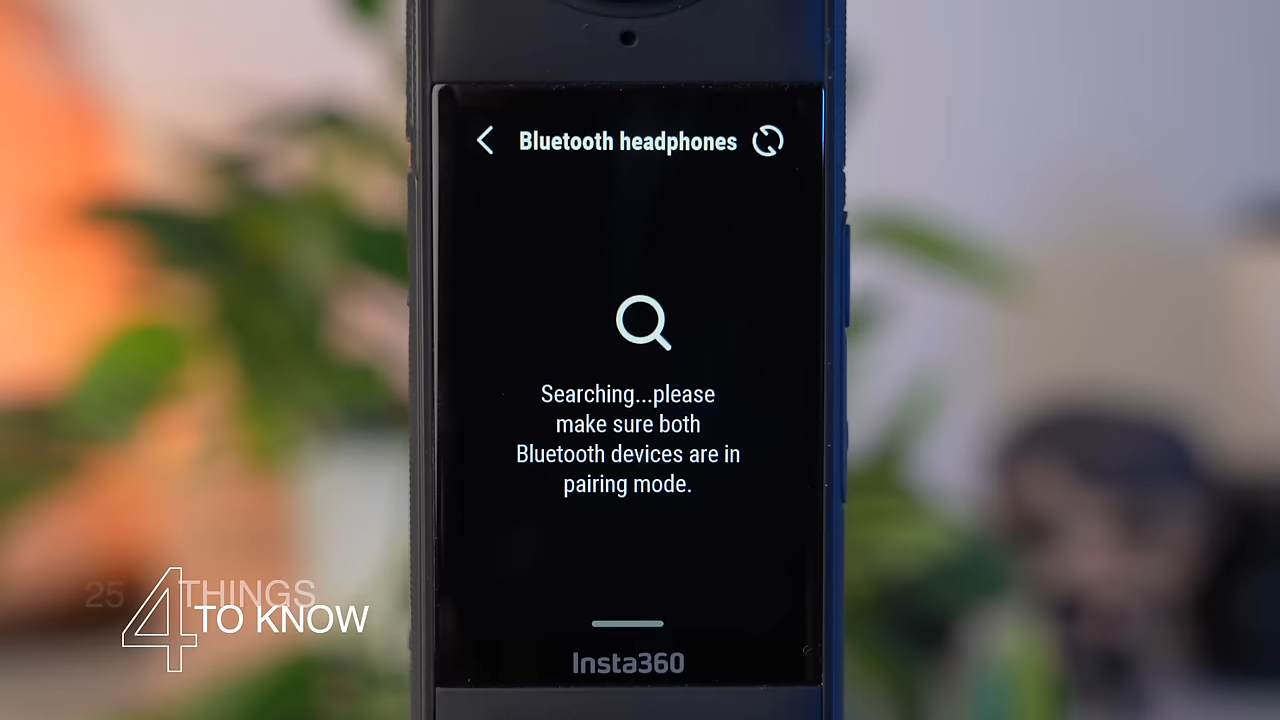 Bluetooth headphones
Searching...please
make sure both
Bluetooth devices are in
pairing mode.
Insta360
25
4
THINGS
TO KNOW